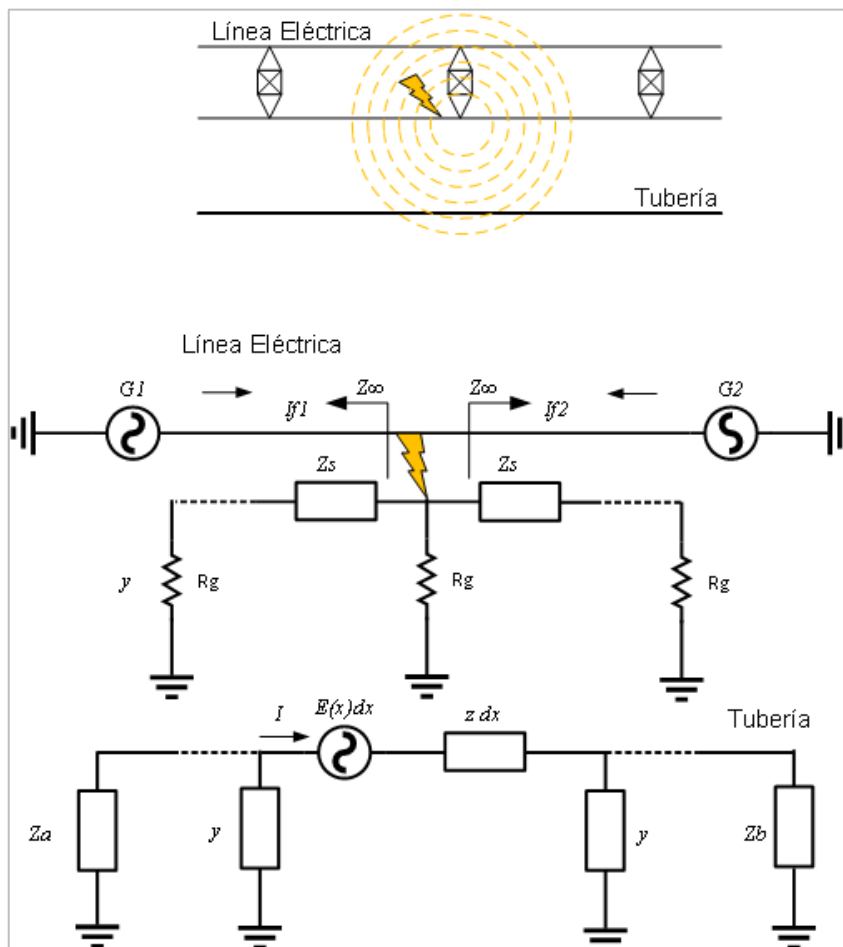 Línea Eléctrica
Tubería
Línea Eléctrica
G1
Z∞
Z∞
G2
If1
If2
Zs
Zs
y
Rg
Rg
Rg
I
E(x)dx
z dx
Tubería
Za
y
y
Zb